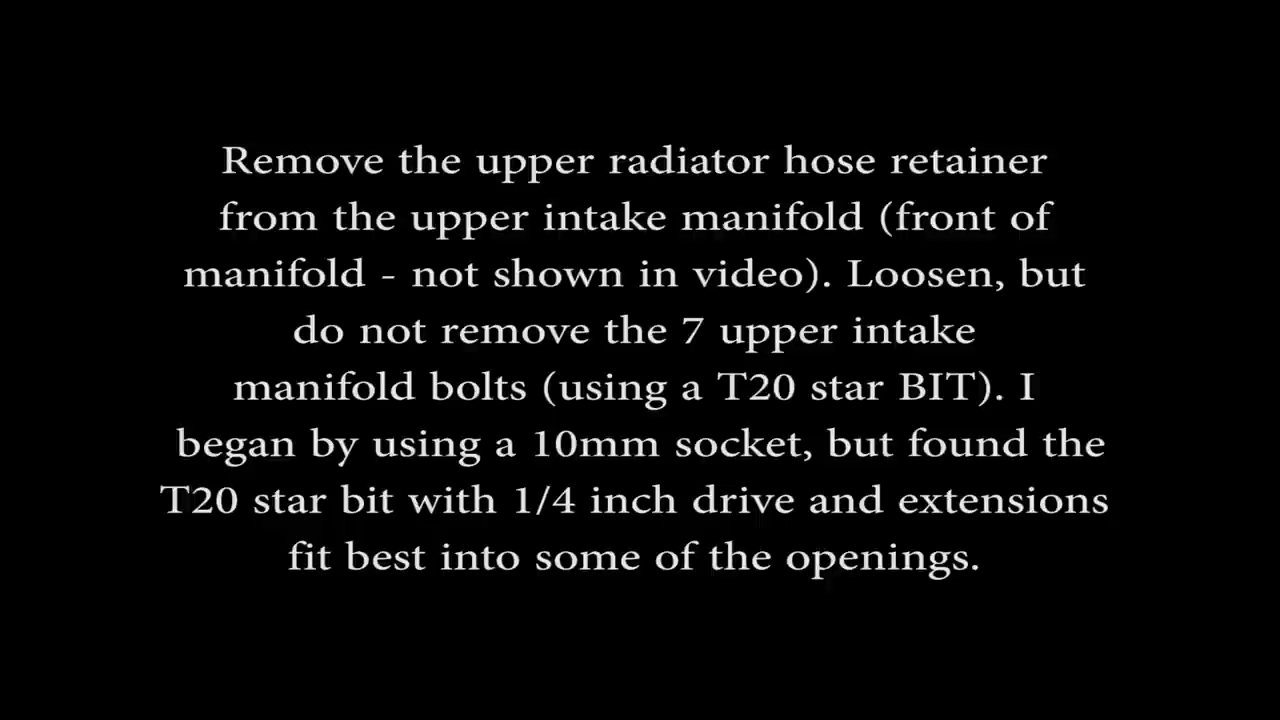 Remove the upper radiator hose retainer
from the upper intake manifold (front of
manifold - not shown in video). Loosen, but
do not remove the 7 upper intake
manifold bolts (using a T20 star BIT). I
began by using a 10mm socket, but found the
T20 star bit with 1/4 inch drive and extensions
fit best into some of the openings.